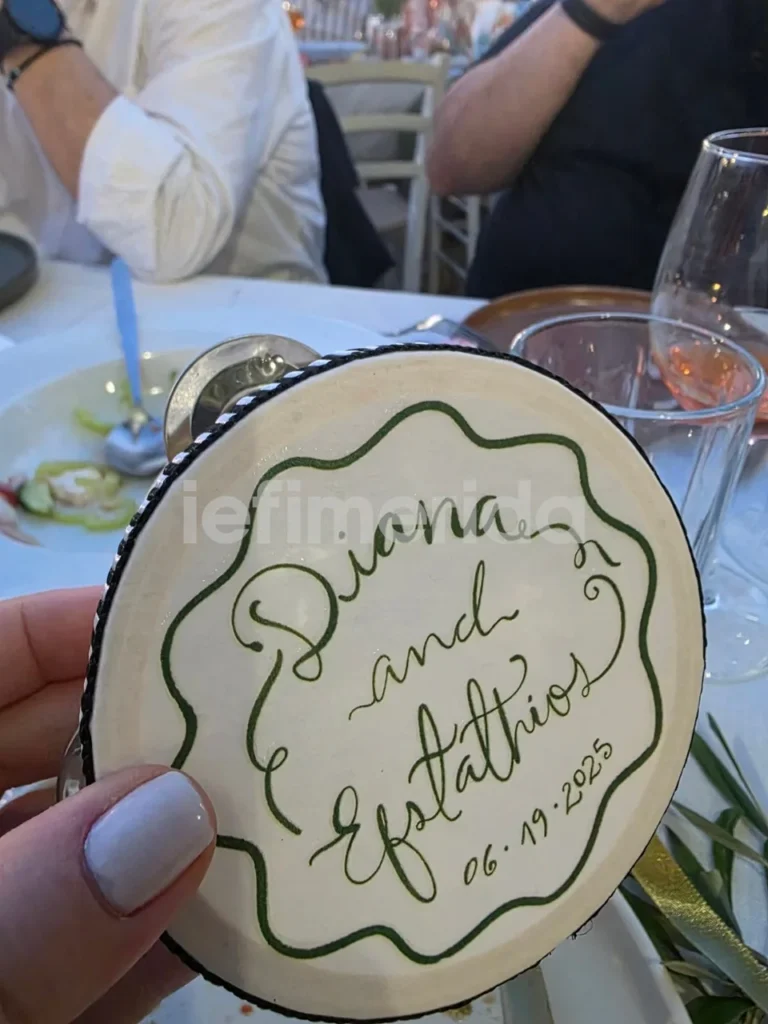 iefimerida
Diana
and
Efstathios
06.19.2025